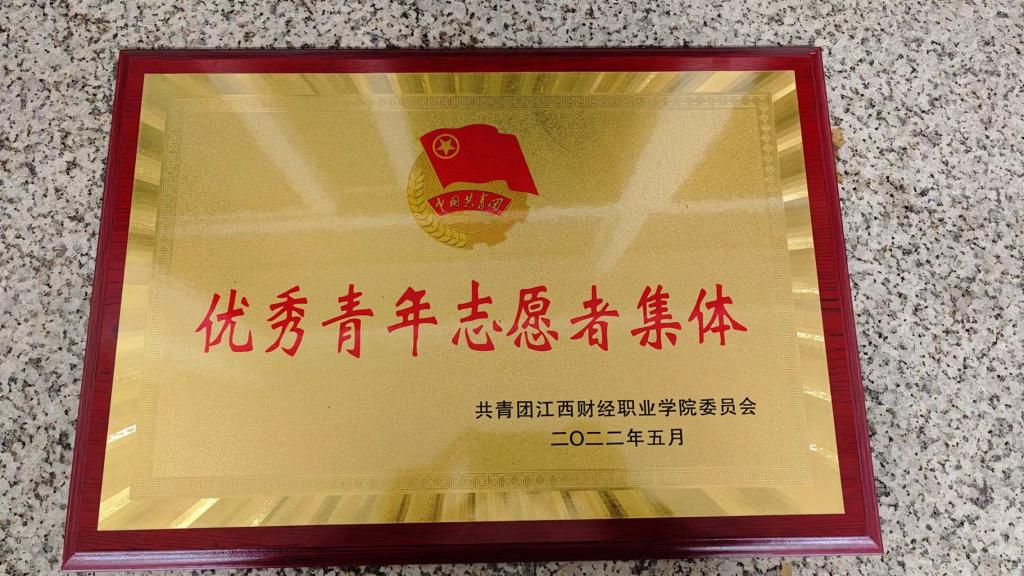 中国共青团
优秀青年志愿者集体
共青团江西财经职业学院委员会
二〇二二年五月